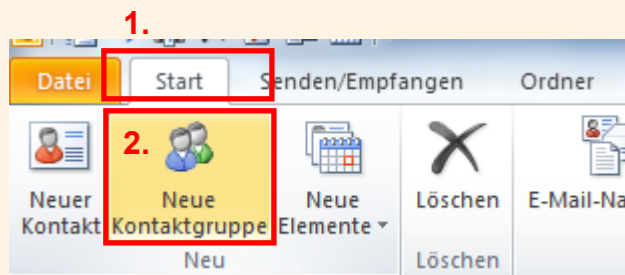 1.
Datei Start Senden/Empfangen Ordner
2.
Neuer Kontakt
Neue Kontaktgruppe
Neue Elemente
Löschen
E-Mail-Na
Neu
Löschen